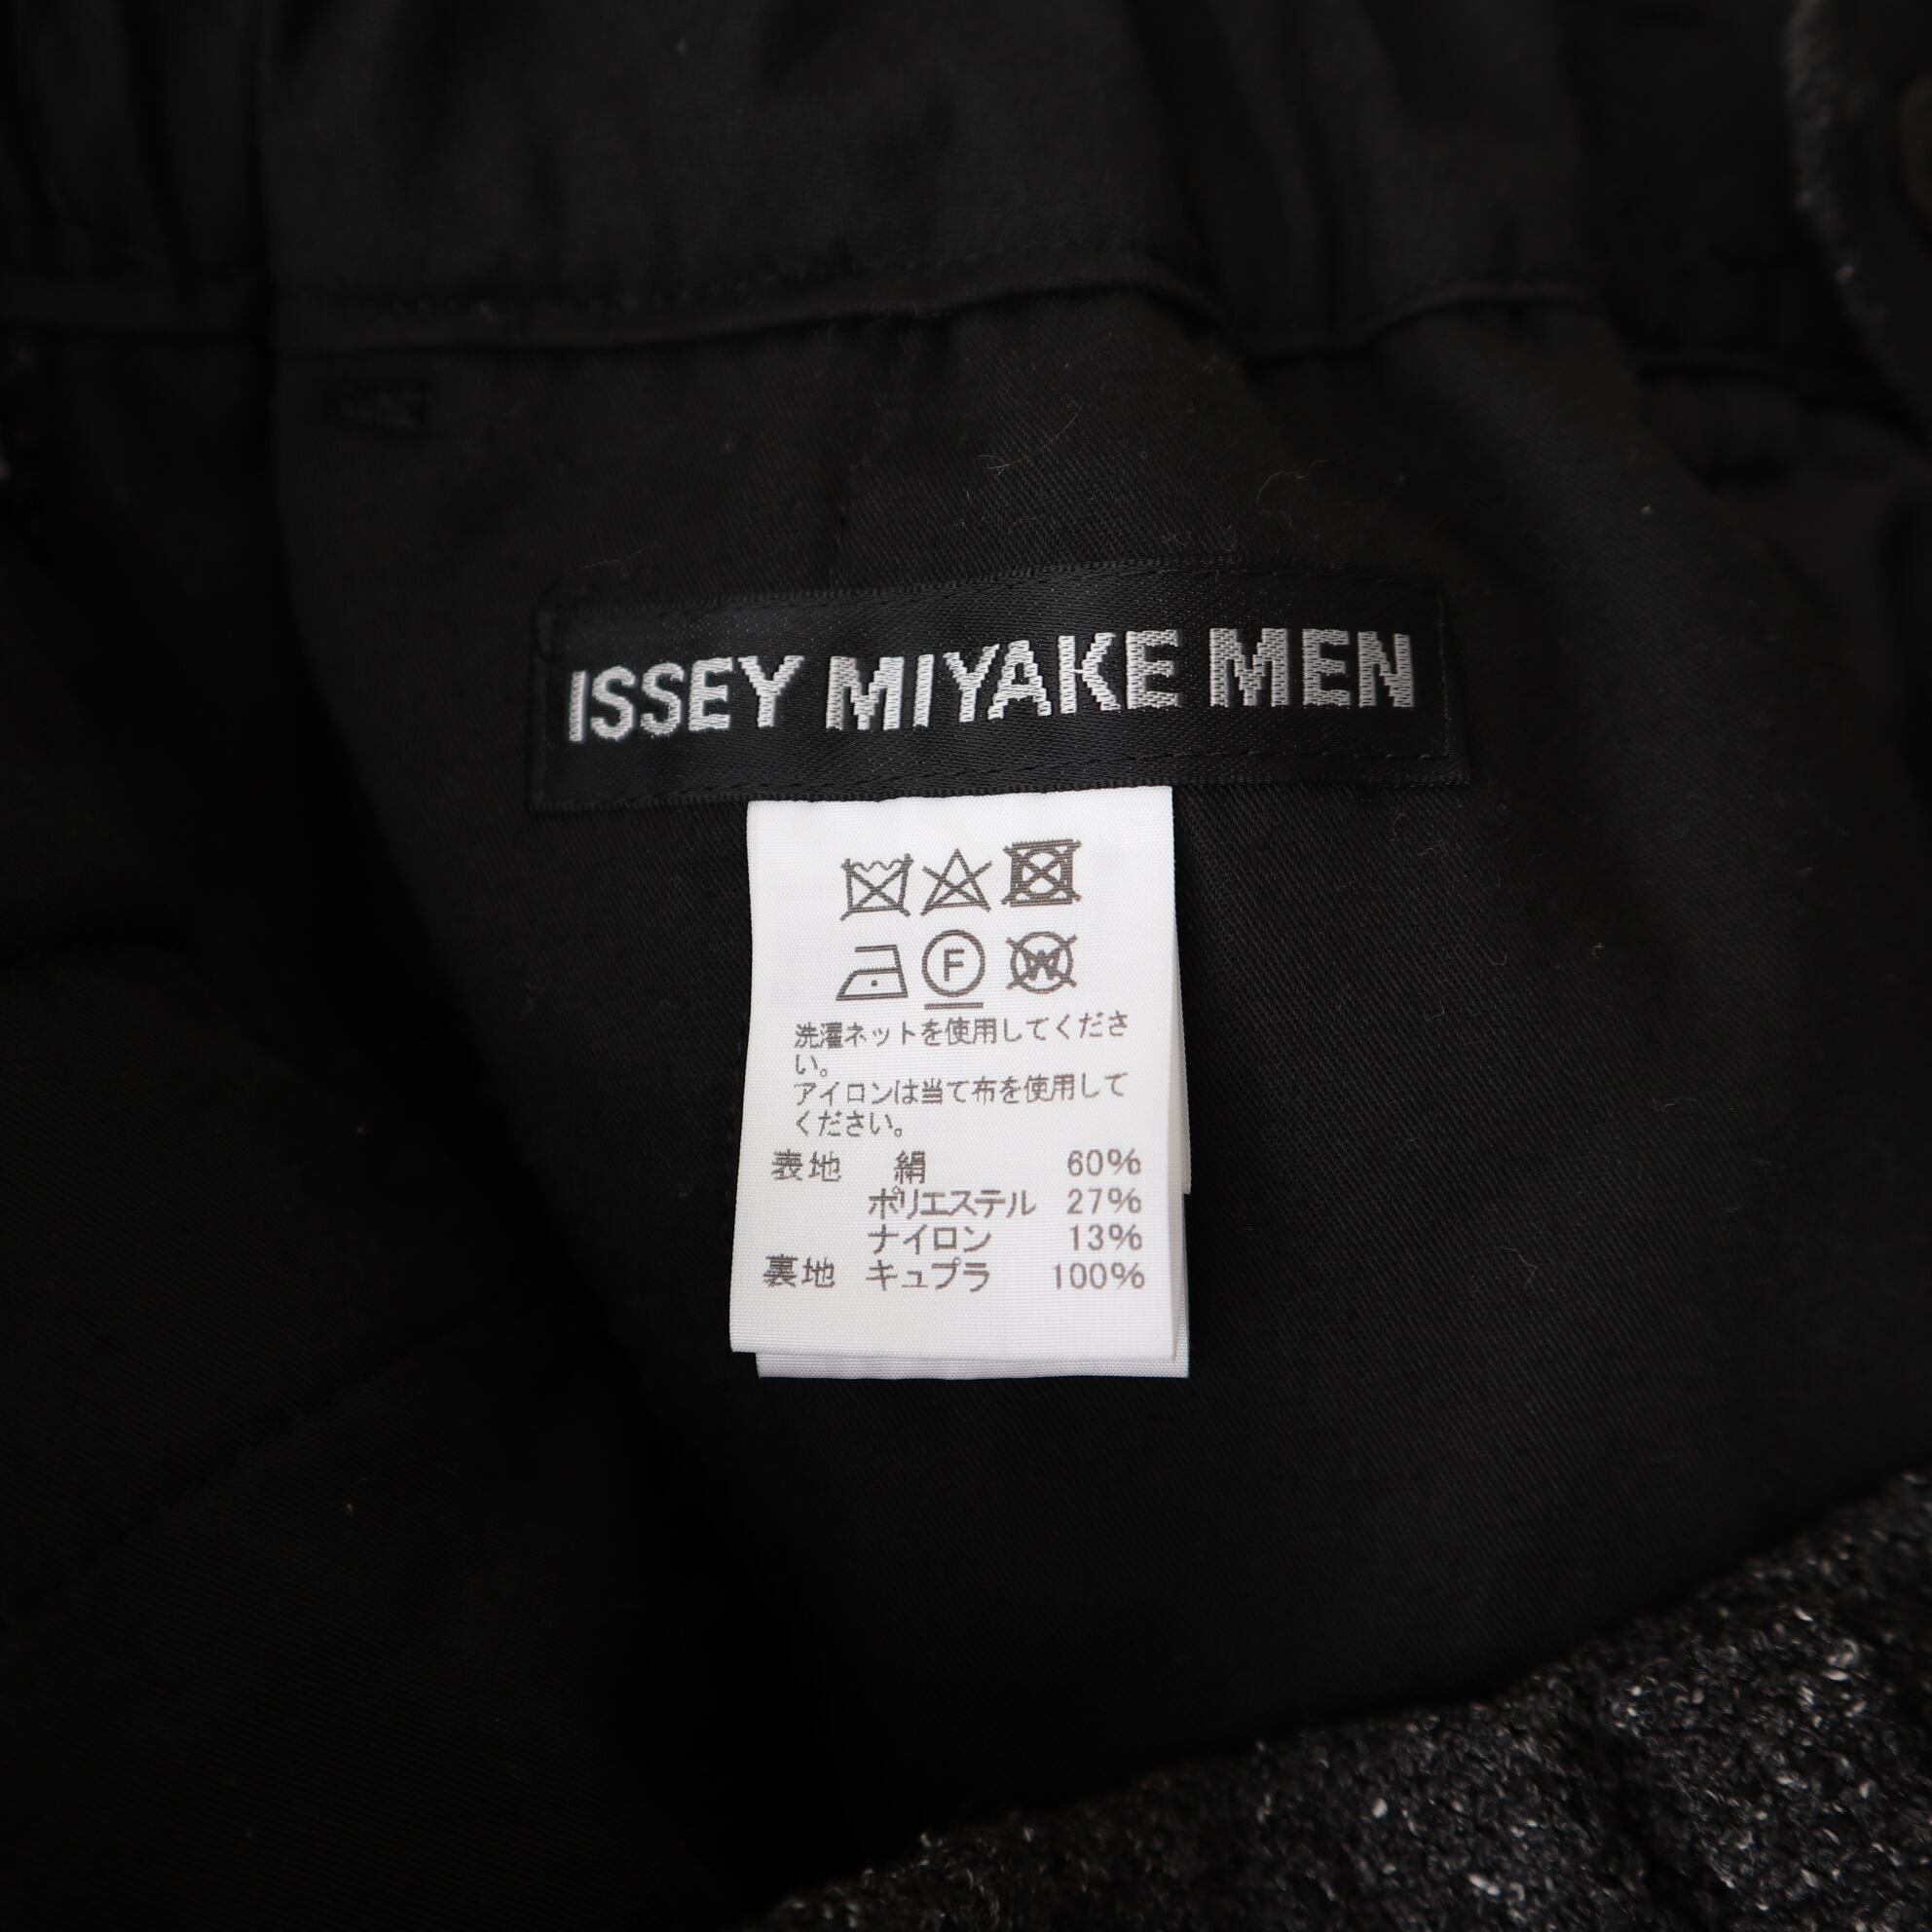 ISSEY MIYAKE MEN
F W
洗濯ネットを使用してくださ
い。
アイロンは当て布を使用して
ください。
表地 絹 60%
ポリエステル 27%
ナイロン 13%
裏地 キュプラ 100%